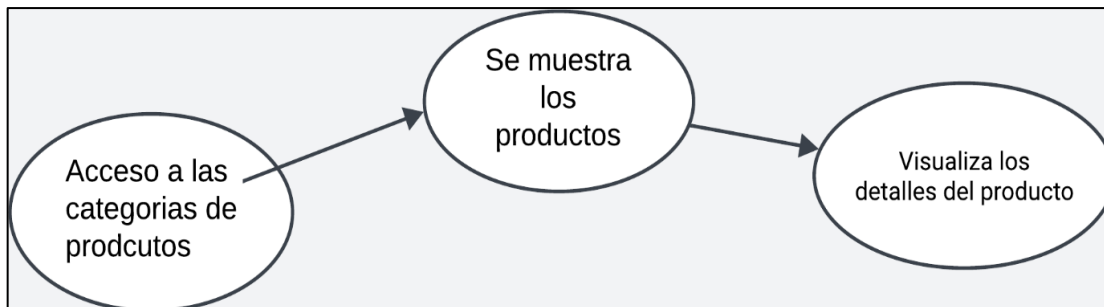 Acceso a las
categorias de
prodcutos
Se muestra
los
productos
Visualiza los
detalles del producto